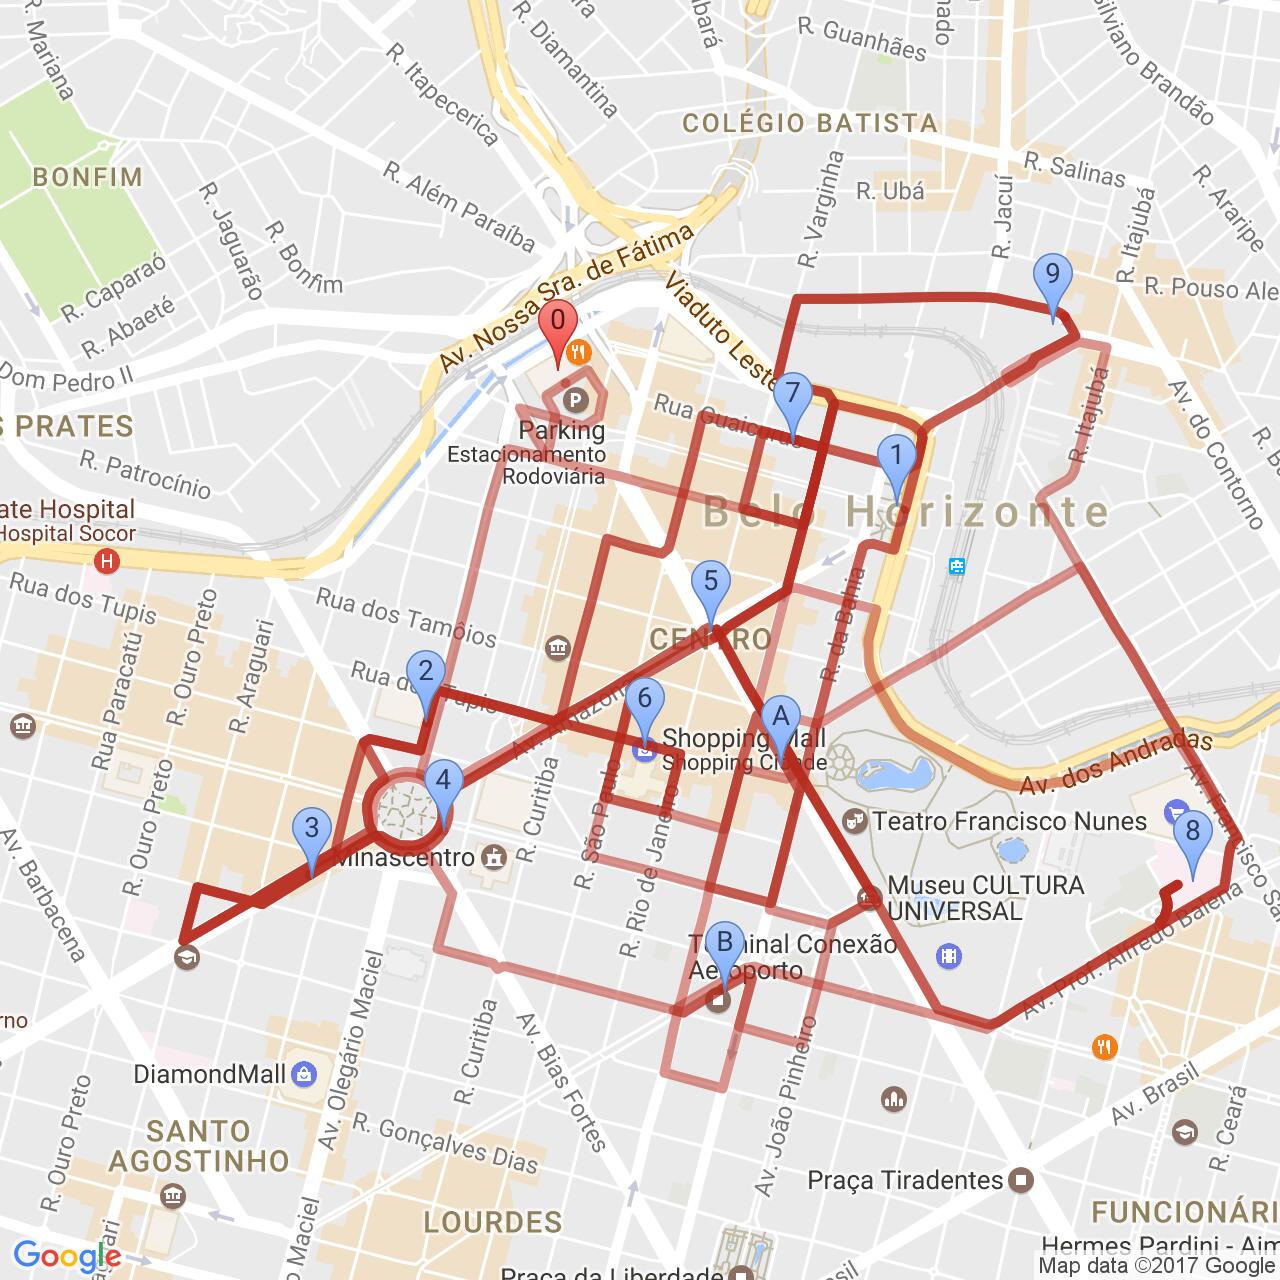 R. Mariana
R. Itapecerica
R. Diamantina
R. Guanhães
Silviano Brandão
COLÉGIO BATISTA
R. Salinas
R. Araripe
BONFIM
R. Além Paraíba
R. Jaguarão
R. Bonfim
R. Ubá
R. Varginha
R. Jacuí
R. Itajubá
R. Pouso Ale
R. Caparaó
R. Abaeté
Av. Nossa Sra. de Fátima
Viaduto Leste
9
0
Dom Pedro II
S PRATES
R. Patrocínio
7
Rua Guaicurus
R. Itajubá
Av. do Contorno
R. Ba
P
Parking
Estacionamento
Rodoviária
1
Belo Horizonte
ate Hospital
Hospital Socor
H
Rua dos Tupis
Rua dos Tamôios
5
CENTRO
R. da Bahia
R. Ouro Preto
R. Araguari
Rua Paracatú
2
Rua dos Tupis
6
A
Av. Amazonas
Shopping Mall
Shopping Cidade
Av. dos Andradas
Av. Francisco Sa
R. Ouro Preto
R. Curitiba
R. São Paulo
R. Rio de Janeiro
4
3
Minascentro
Teatro Francisco Nunes
8
Museu CULTURA
UNIVERSAL
Av. Barbacena
B
Terminal Conexão
Aeroporto
Av. Prof. Alfredo Balena
rno
R. Curitiba
Av. Bias Fortes
Av. Olegário Maciel
Av. João Pinheiro
DiamondMall
R. Ouro Preto
SANTO
AGOSTINHO
R. Gonçalves Dias
Av. Brasil
R. Ceará
Praça Tiradentes
LOURDES
FUNCIONÁRI
Hermes Pardini - Aim
Maciel
guari
Praça da Liberdade
Google
Map data ©2017 Google